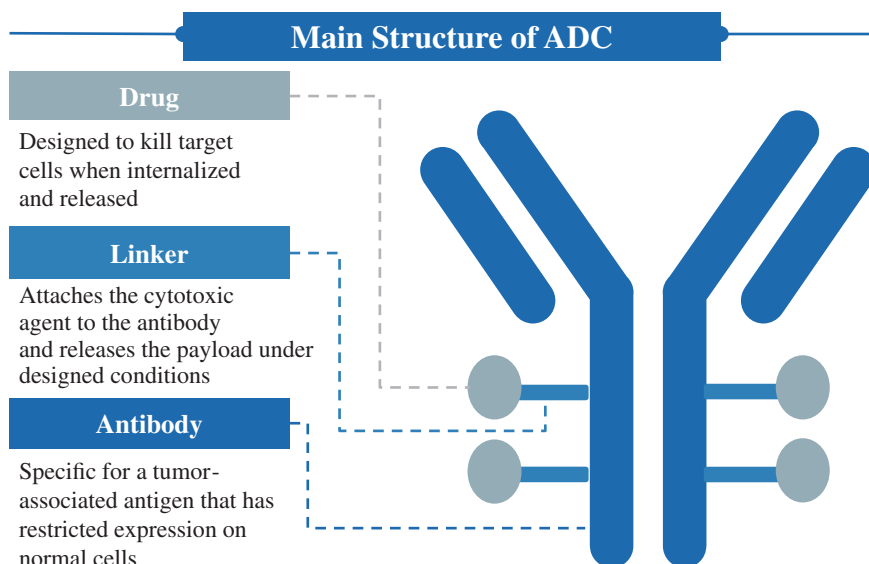 Main Structure of ADC
Drug
Designed to kill target
cells when internalized
and released
Linker
Attaches the cytotoxic
agent to the antibody
and releases the payload under
designed conditions
Antibody
Specific for a tumor-
associated antigen that has
restricted expression on
normal cells